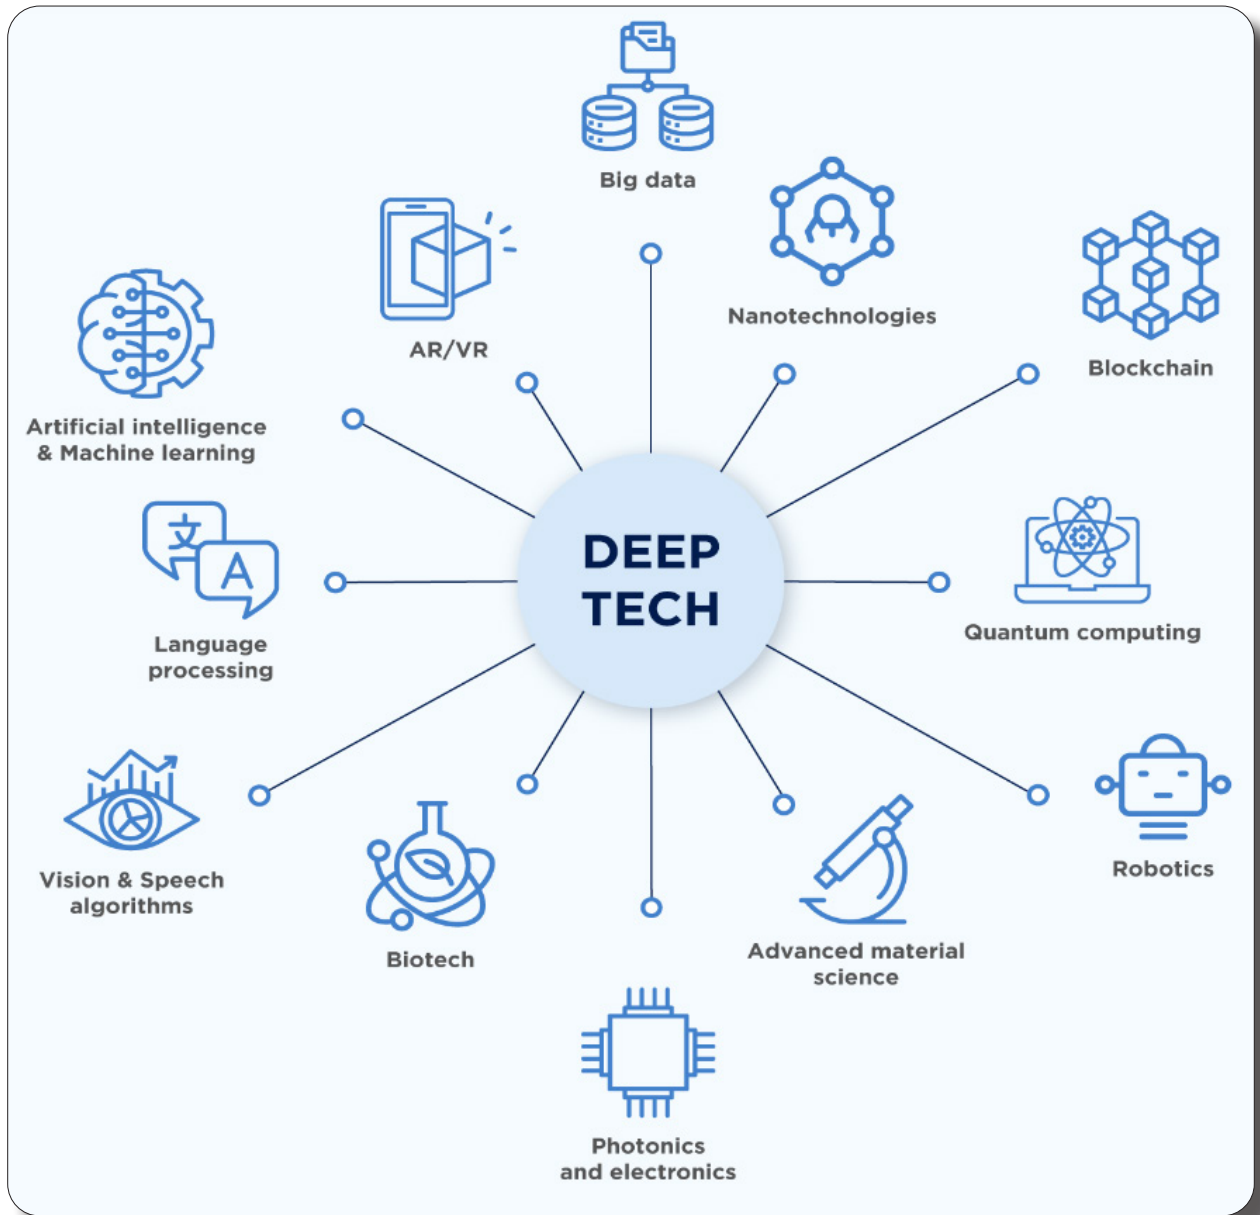 Big data
Nanotechnologies
AR/VR
Blockchain
Artificial intelligence
& Machine learning
DEEP
TECH
文
A
Language
processing
Quantum computing
Vision & Speech
algorithms
Robotics
Biotech
Advanced material
science
Photonics
and electronics